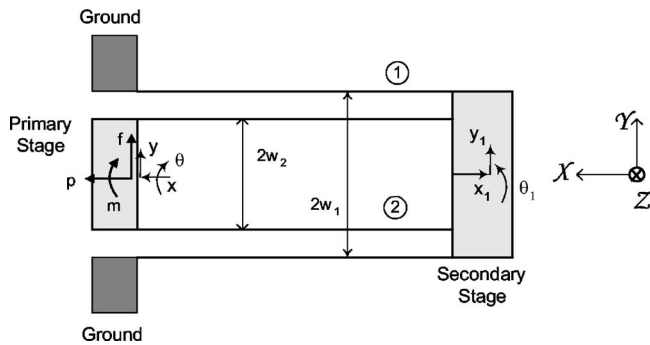 Ground
1
Primary
Stage
f
y
θ
p
x
m
2w₂
2w₁
2
y₁
x₁
θ₁
Y
X
Z
Secondary
Stage
Ground